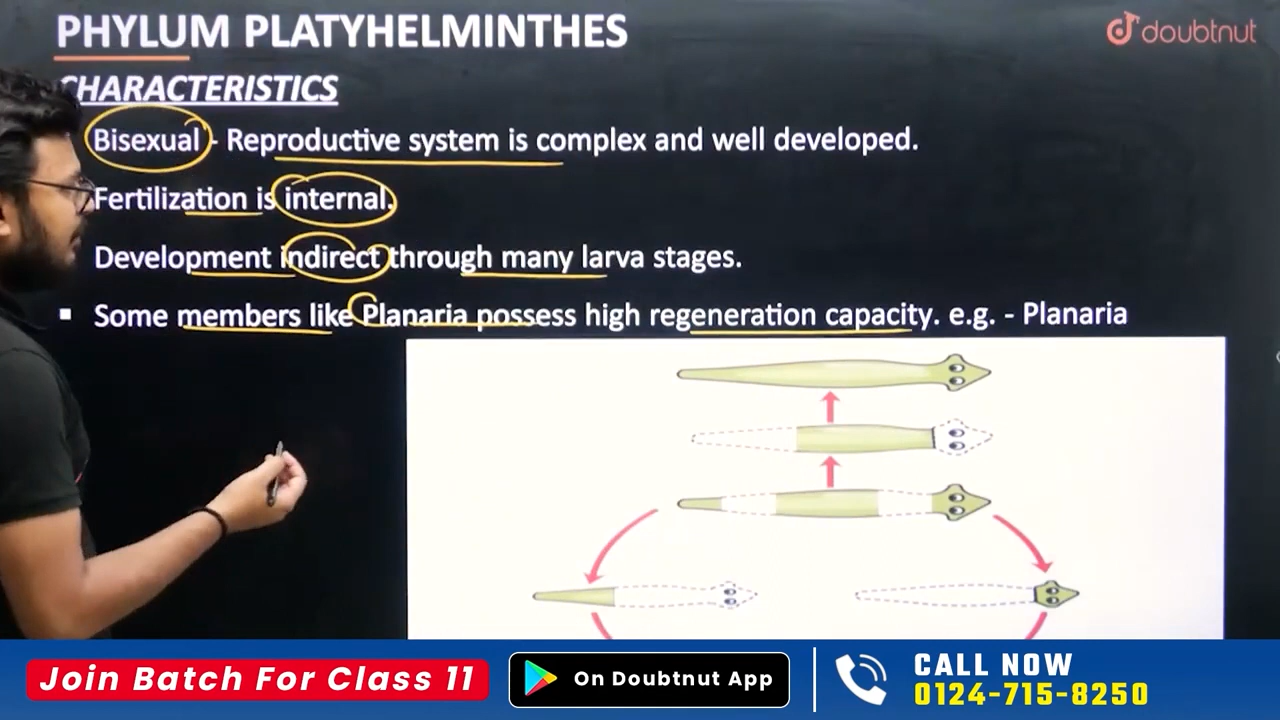 PHYLUM PLATYHELMINTHES
doubtnut
CHARACTERISTICS
Bisexual - Reproductive system is complex and well developed.
Fertilization is internal.
Development indirect through many larva stages.
▪ Some members like Planaria possess high regeneration capacity. e.g. - Planaria
Join Batch For Class 11
On Doubtnut App
CALL NOW
0124-715-8250